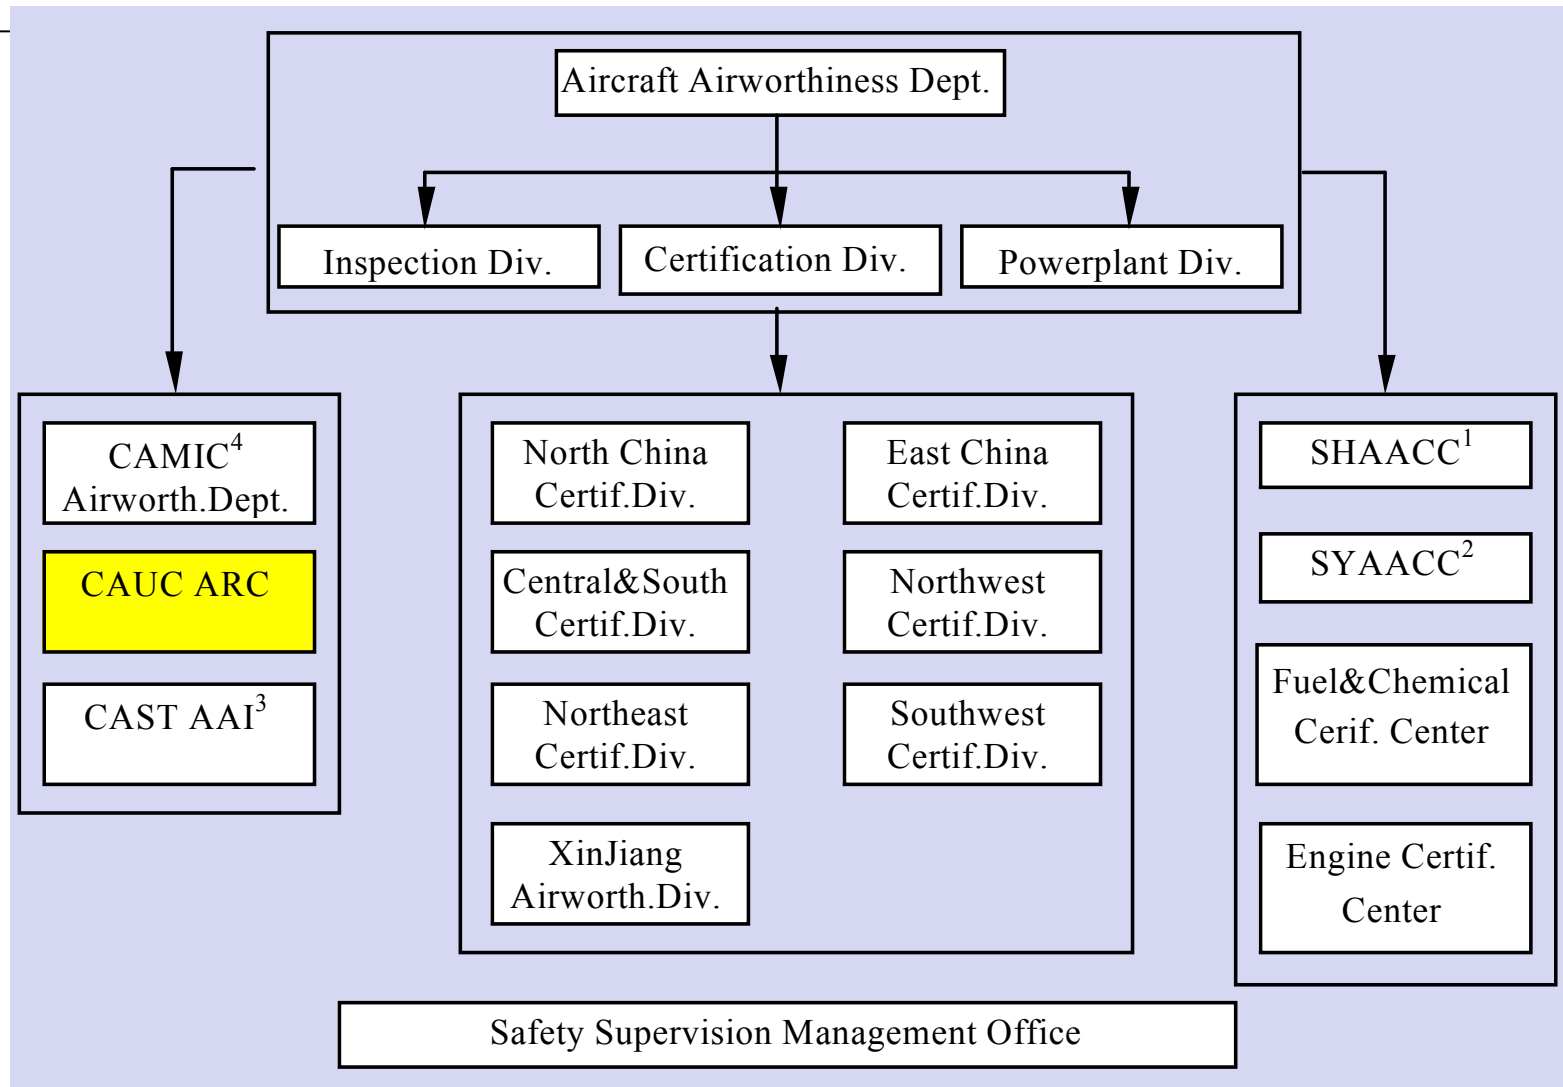 Aircraft Airworthiness Dept.
Inspection Div.
Certification Div.
Powerplant Div.
CAMIC4
Airworth.Dept.
CAUC ARC
CAST AAI3
North China
Certif.Div.
East China
Certif.Div.
Central&South
Certif.Div.
Northwest
Certif.Div.
Northeast
Certif.Div.
Southwest
Certif.Div.
XinJiang
Airworth.Div.
SHAACC1
SYAACC2
Fuel&Chemical
Cerif. Center
Engine Certif.
Center
Safety Supervision Management Office